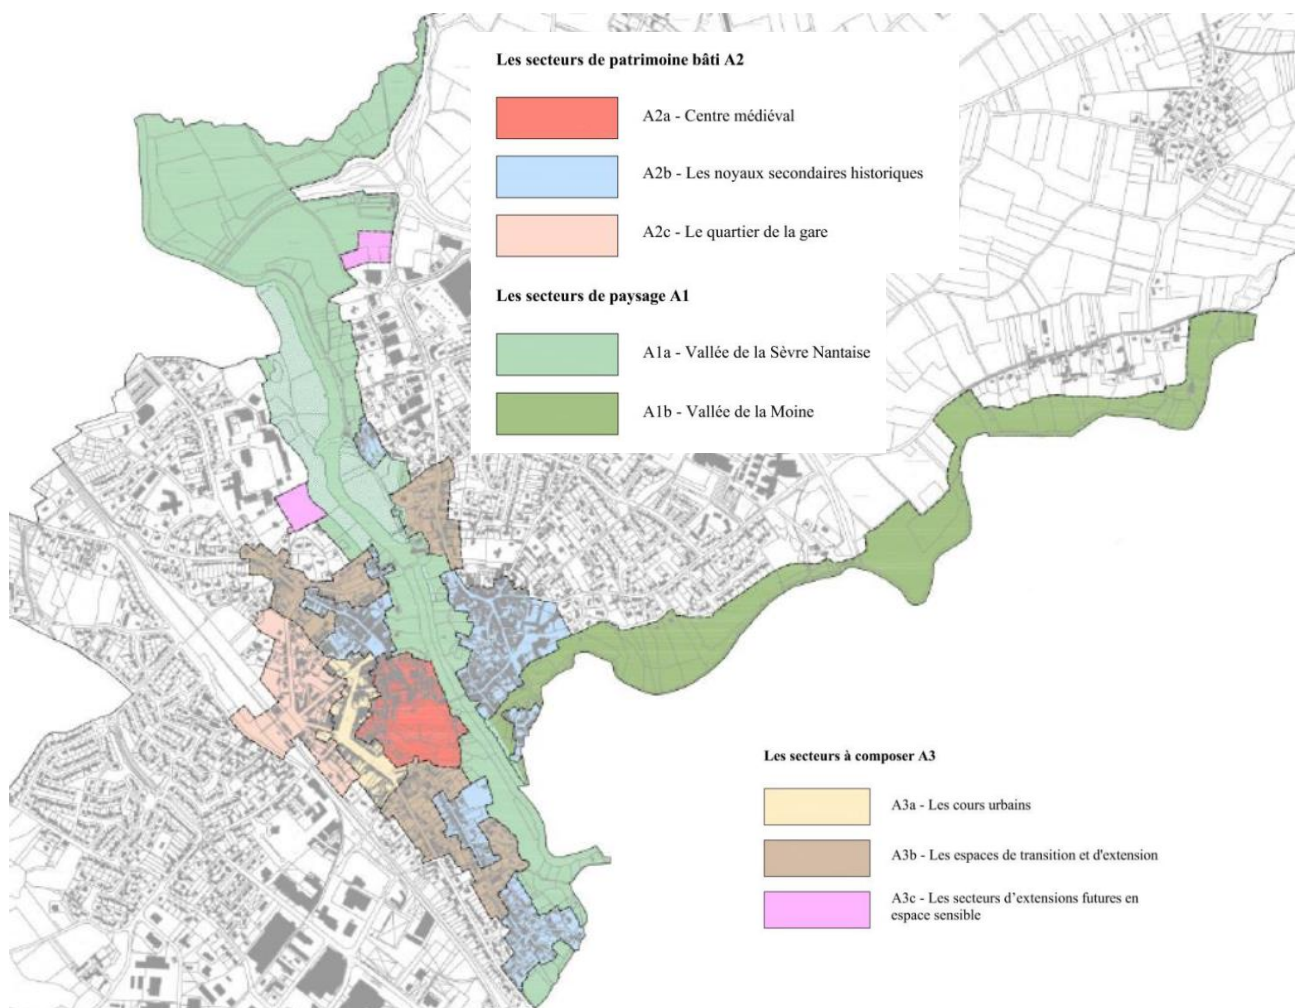 Les secteurs de patrimoine bâti A2
A2a - Centre médiéval
A2b - Les noyaux secondaires historiques
A2c - Le quartier de la gare
Les secteurs de paysage A1
A1a - Vallée de la Sèvre Nantaise
A1b - Vallée de la Moine
Les secteurs à composer A3
A3a - Les cours urbains
A3b - Les espaces de transition et d'extension
A3c - Les secteurs d’extensions futures en
espace sensible